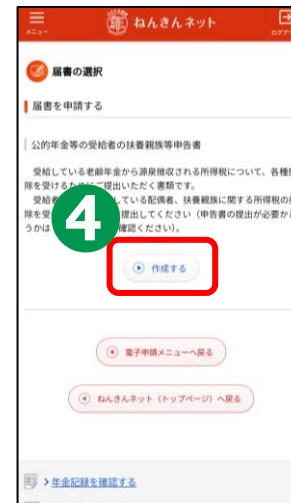 メニュー
ねんきんネット
ログア
届書の選択
届書を申請する
公的年金等の受給者の扶養親族等申告書
受給している老齢年金から源泉徴収される所得税について、各種
除を受けるためにご提出いただく書類です。
受給者
ている配偶者、扶養親族に関する所得税の
除を受
提出してください（申告書の提出が必要か
うかは
確認ください）。
4
作成する
電子申請メニューへ戻る
ねんきんネット（トップページ）へ戻る
年金記録を確認する